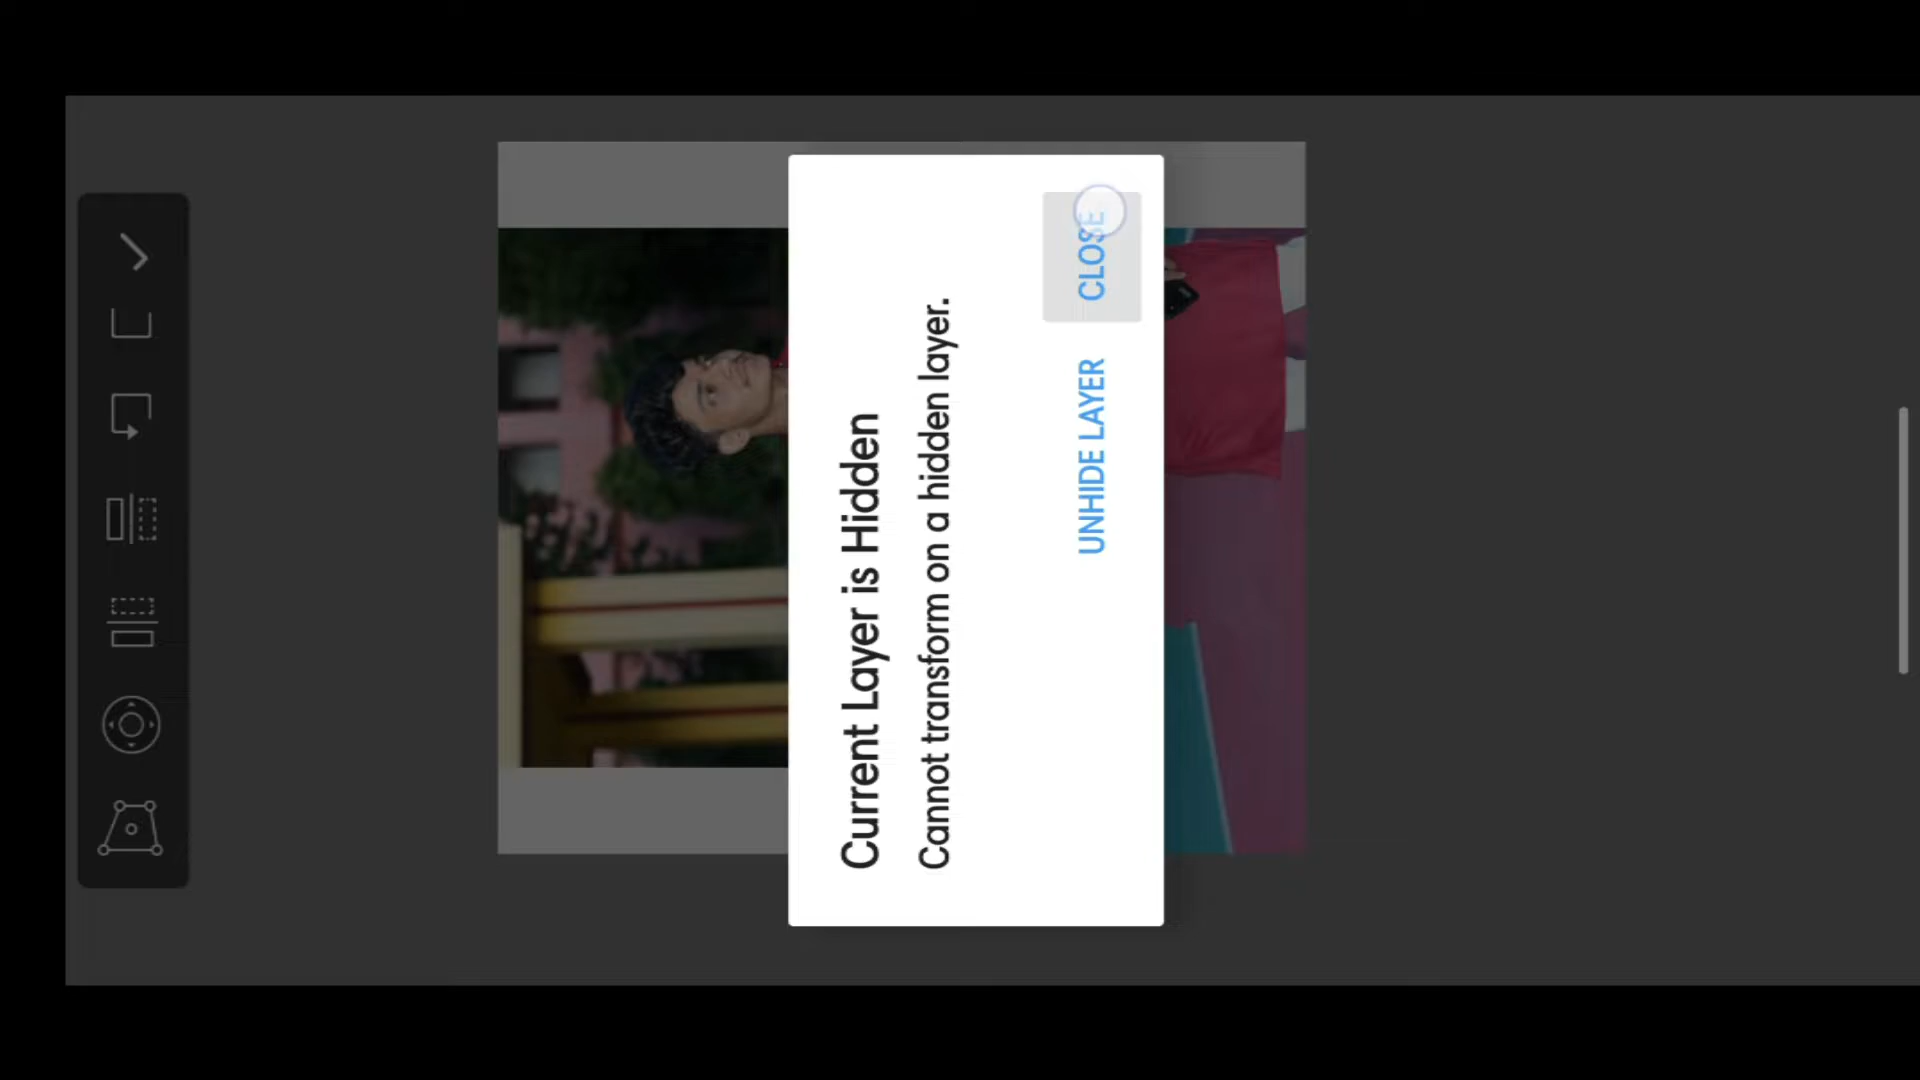 Current Layer is Hidden
Cannot transform on a hidden layer.
UNHIDE LAYER
CLOSE